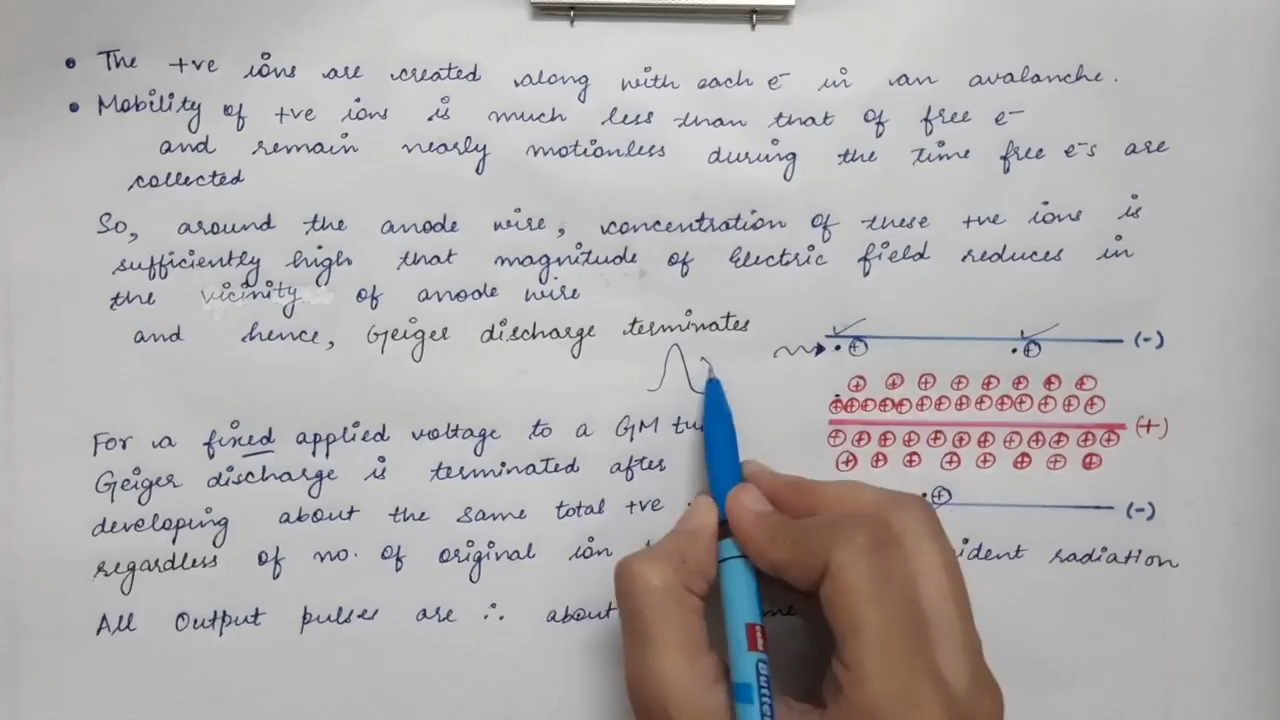 • The +ve ions are created along with each e⁻ in an avalanche.
• Mobility of +ve ions is much less than that of free e⁻
and remain nearly motionless during the time free e⁻s are
collected
So, around the anode wire, concentration of these +ve ions is
sufficiently high that magnitude of Electric field reduces in
the vicinity of anode wire
and hence, Geiger discharge terminates
(-)
(+)
(-)
For a fixed applied voltage to a GM
Geiger discharge is terminated after
developing about the same total +ve
regardless of no. of original ion radiation
All Output pulses are ∴ about